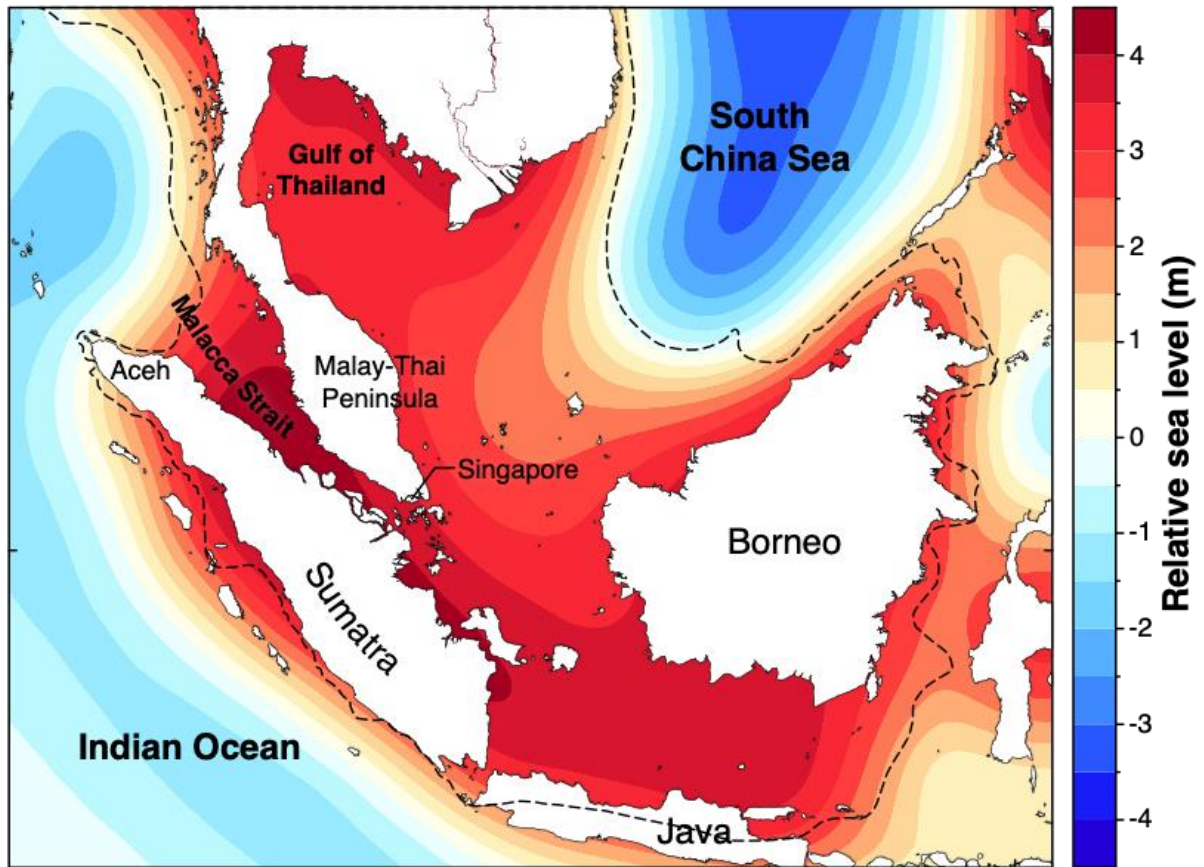 South
China Sea
Gulf of
Thailand
Malacca Strait
Aceh
Malay-Thai
Peninsula
Singapore
Borneo
Sumatra
Indian Ocean
Java
4
3
2
1
0
-1
-2
-3
-4
Relative sea level (m)